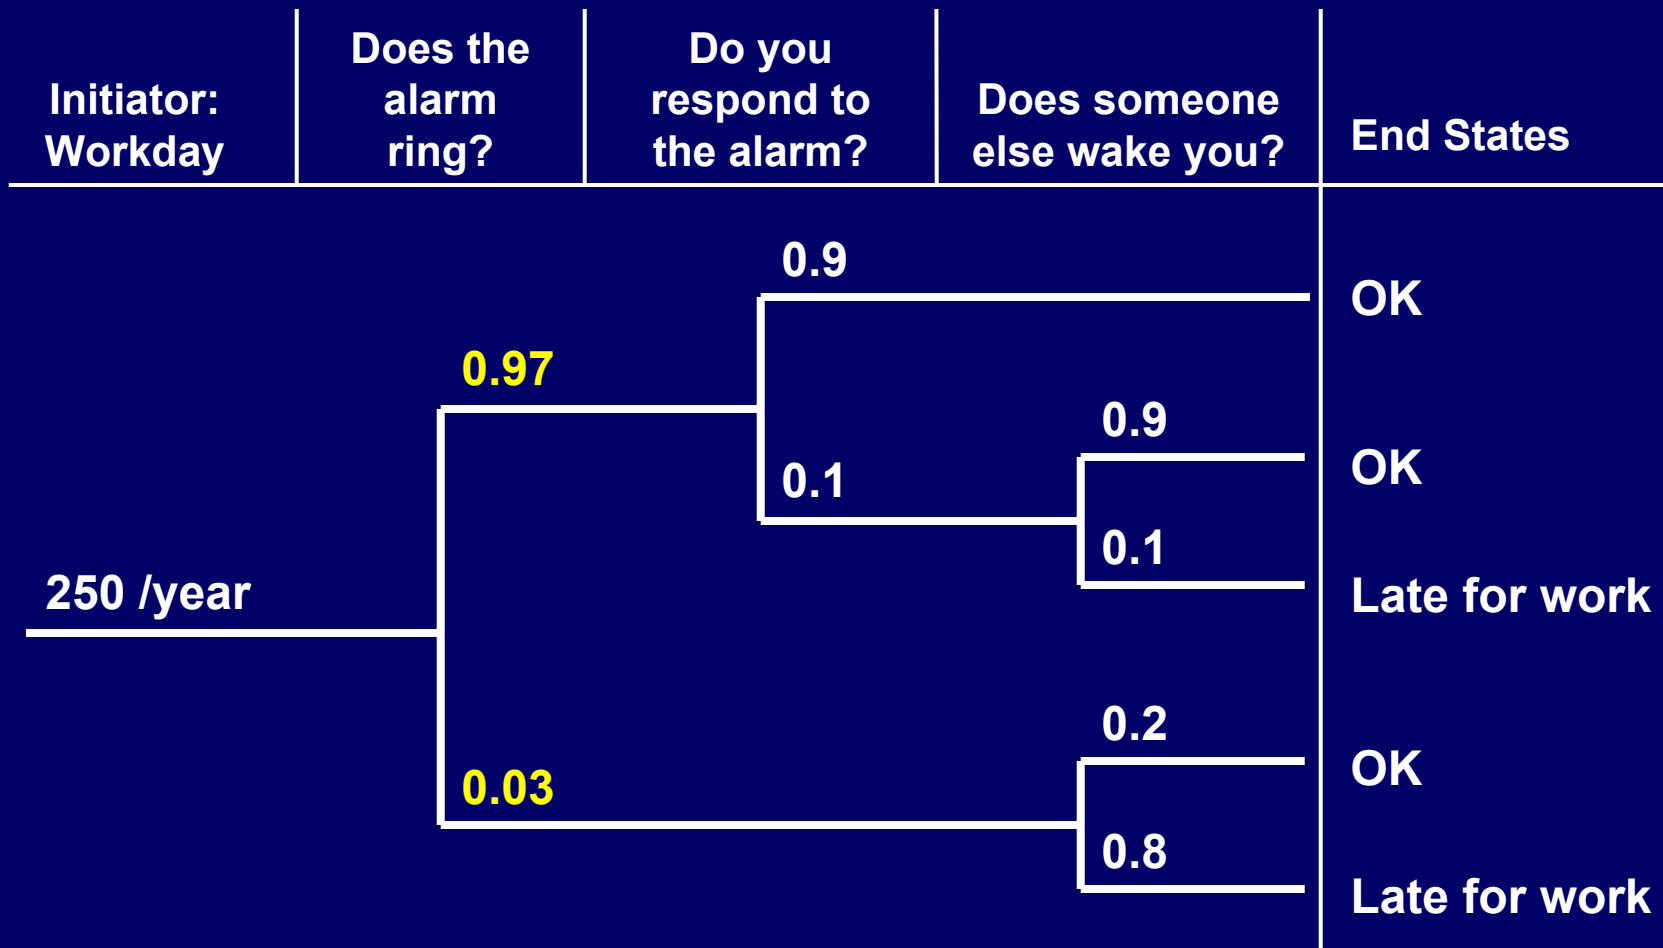 Initiator:
Workday
Does the
alarm
ring?
Do you
respond to
the alarm?
Does someone
else wake you?
End States
0.9
OK
0.97
0.9
OK
0.1
0.1
Late for work
250 /year
0.2
OK
0.03
0.8
Late for work